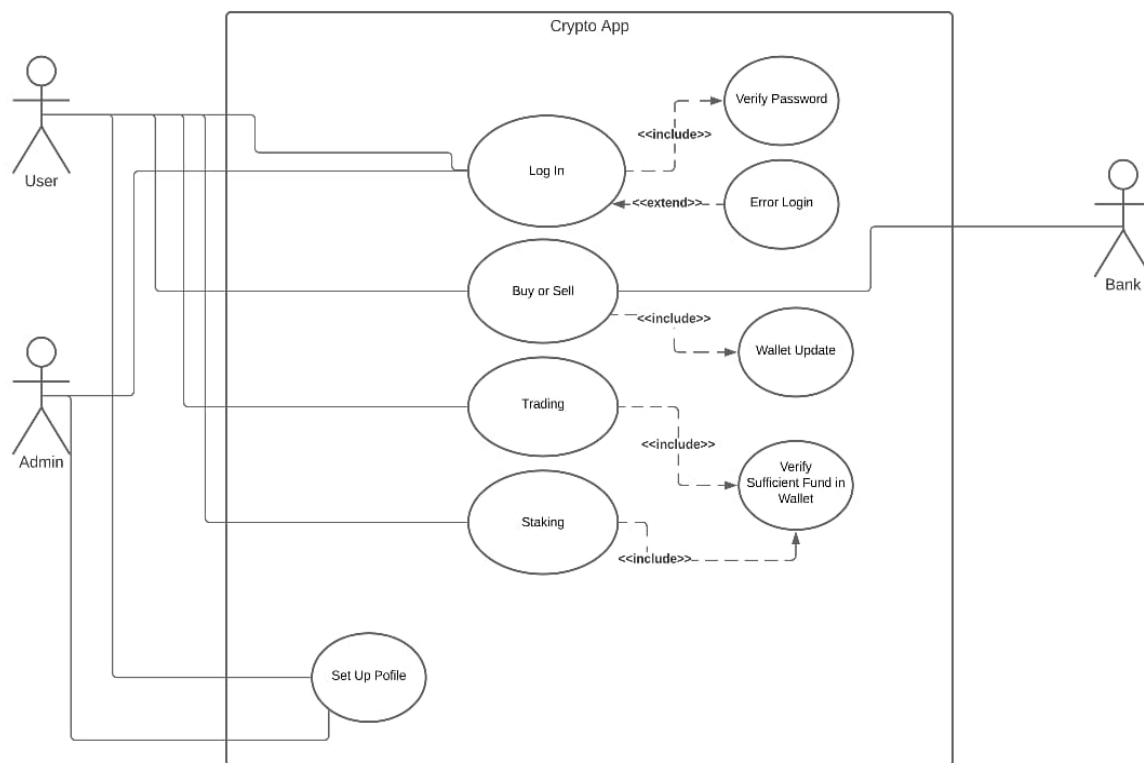 Crypto App
Verify Password
<<include>>
User
Log In
<<extend>>
Error Login
Bank
Buy or Sell
<<include>>
Wallet Update
Trading
<<include>>
Admin
Verify
Sufficient Fund in
Wallet
Staking
<<include>>
Set Up Pofile